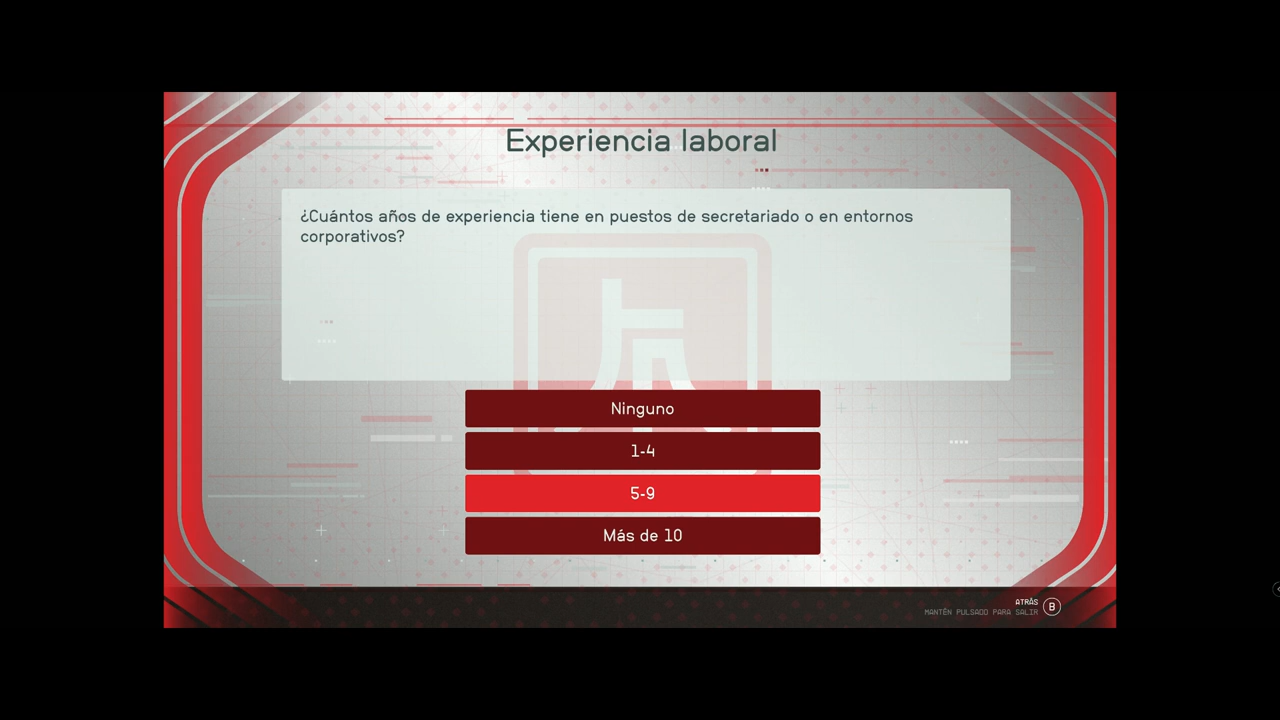 Experiencia laboral
¿Cuántos años de experiencia tiene en puestos de secretariado o en entornos
corporativos?
Ninguno
1-4
5-9
Más de 10
ATRÁS
MANTÉN PULSADO PARA SALIR
B